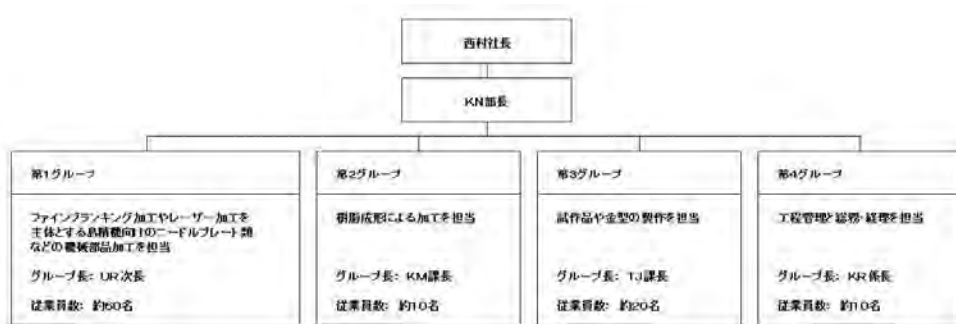 西村社長
KN部長
第1グループ
ファインブランキング加工やレーザー加工を
主体とする島精機向けのニードルプレート類
などの機械部品加工を担当
グループ長: UR次長
従業員数: 約60名
第2グループ
樹脂成形による加工を担当
グループ長: KM課長
従業員数: 約10名
第3グループ
試作品や金型の製作を担当
グループ長: TJ課長
従業員数: 約20名
第4グループ
工程管理と総務・経理を担当
グループ長: KR係長
従業員数: 約10名